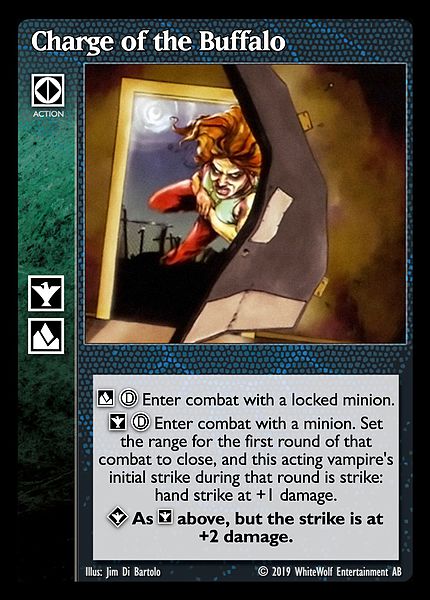 Charge of the Buffalo
ACTION
Ⓓ Enter combat with a locked minion.
Ⓓ Enter combat with a minion. Set
the range for the first round of that
combat to close, and this acting vampire's
initial strike during that round is strike:
hand strike at +1 damage.
As above, but the strike is at
+2 damage.
Illus: Jim Di Bartolo
© 2019 WhiteWolf Entertainment AB